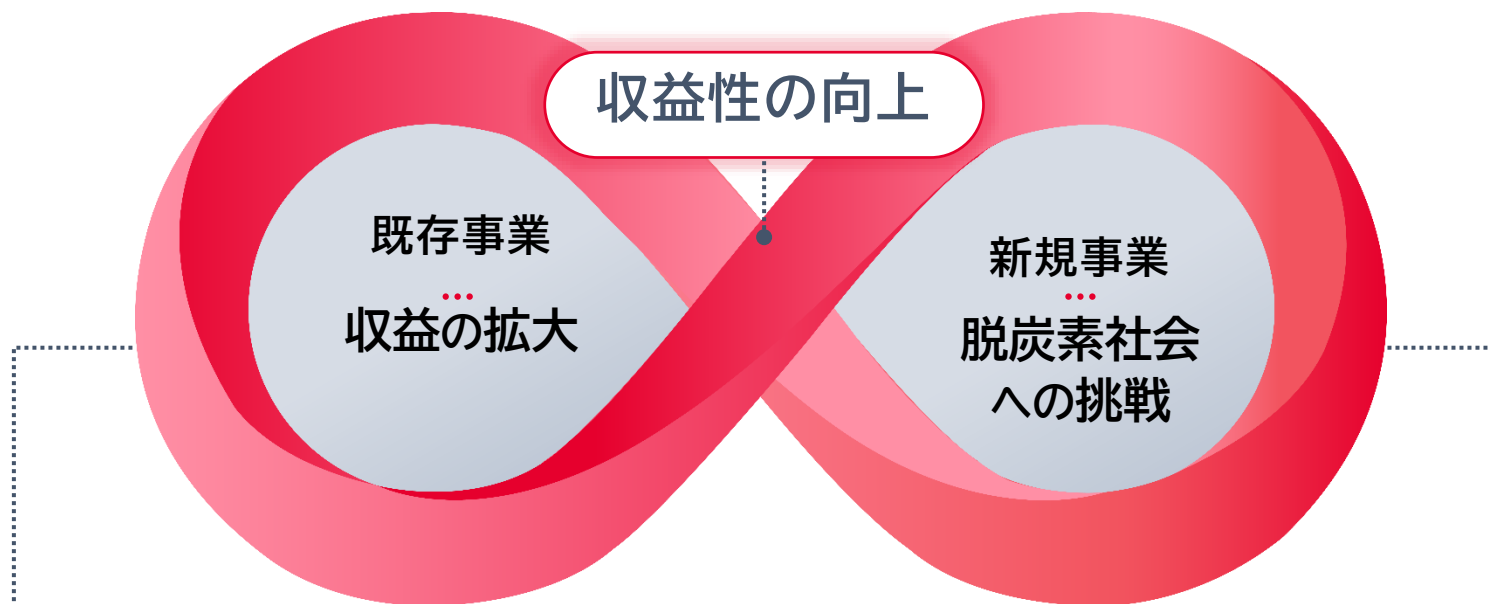 収益性の向上
既存事業
収益の拡大
新規事業
脱炭素社会
への挑戦